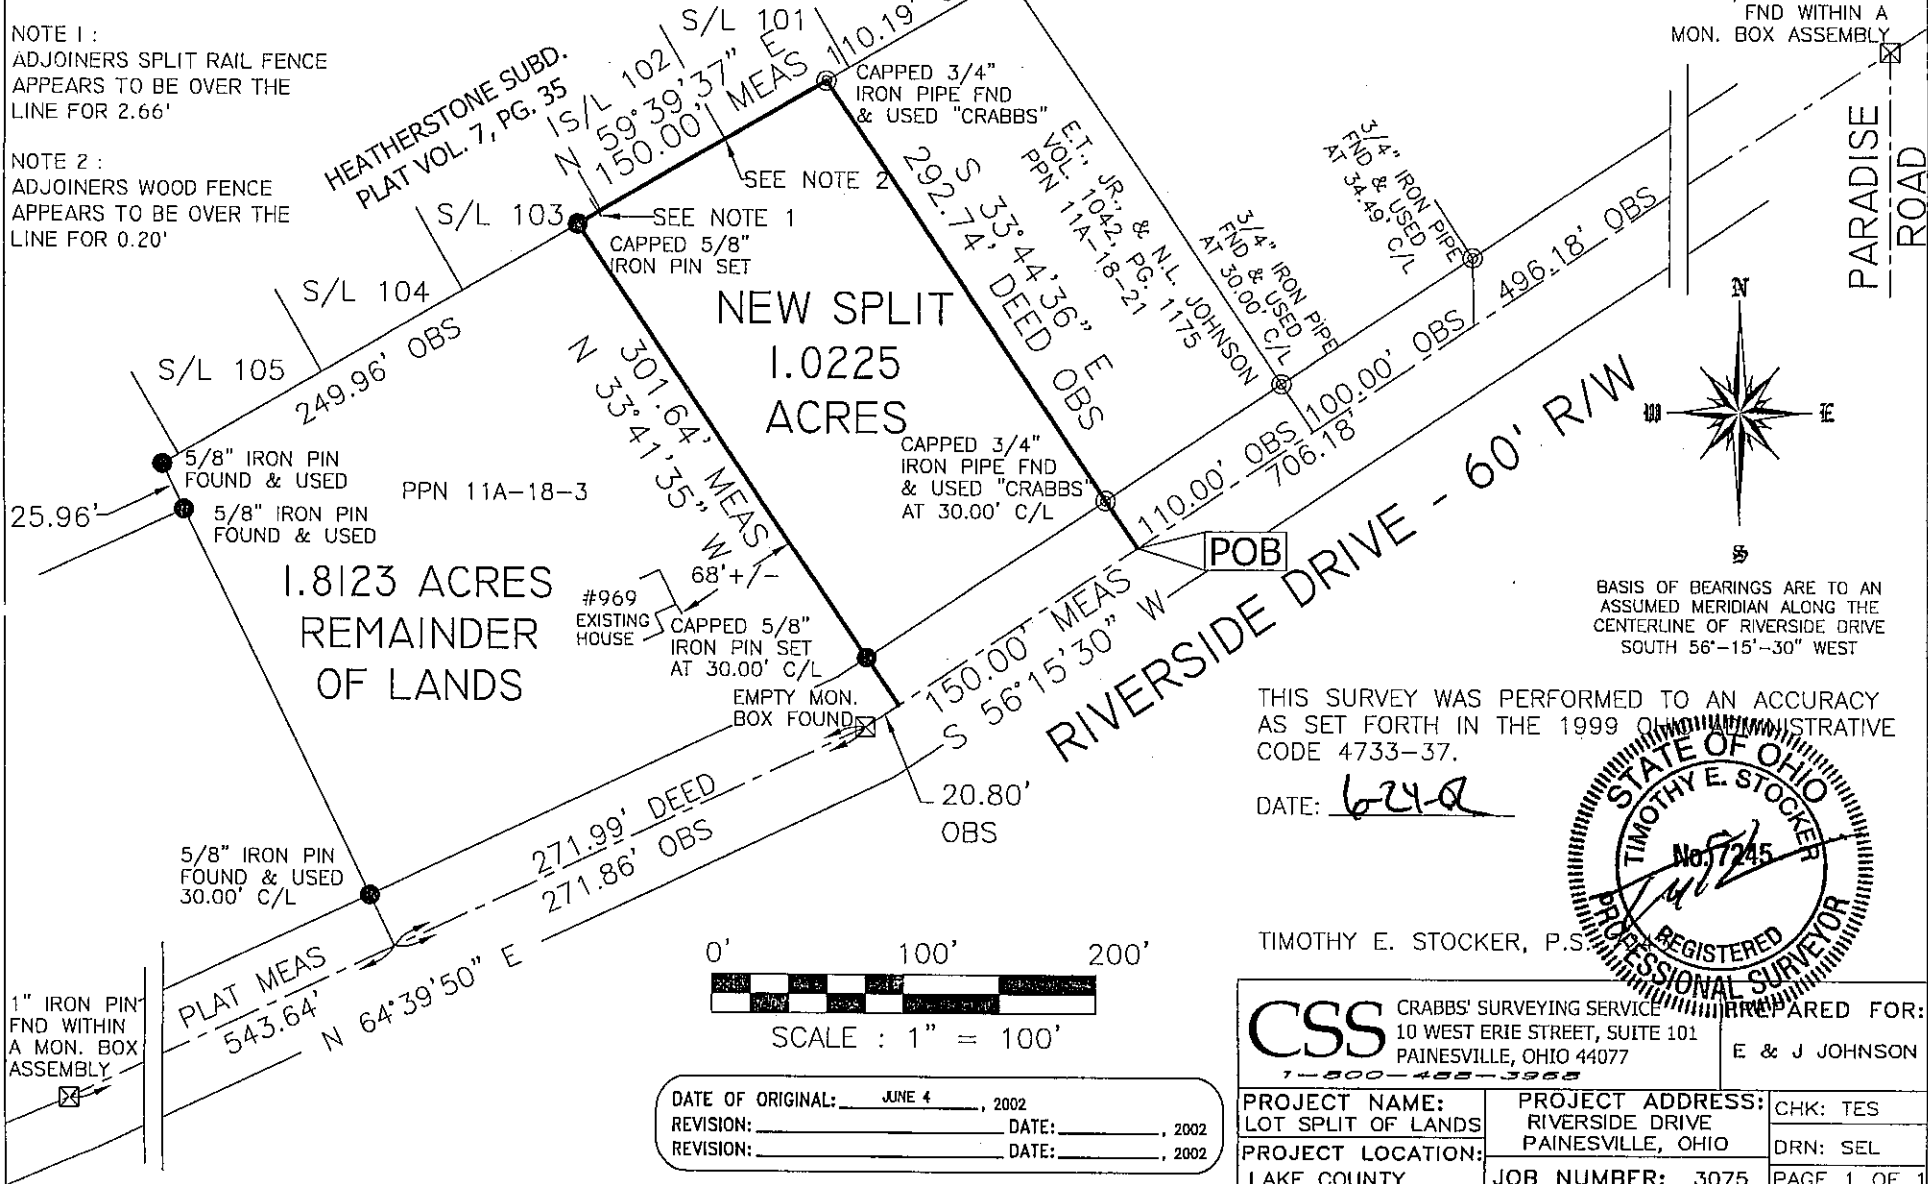 NOTE 1 :
ADJOINERS SPLIT RAIL FENCE
APPEARS TO BE OVER THE
LINE FOR 2.66'
NOTE 2 :
ADJOINERS WOOD FENCE
APPEARS TO BE OVER THE
LINE FOR 0.20'
HEATHERSTONE SUBD.
PLAT VOL. 7, PG. 35
S/L 101
S/L 102
S/L 103
S/L 104
S/L 105
N 59°39'37" E
150.00' MEAS
110.19'
CAPPED 3/4"
IRON PIPE FND
& USED "CRABBS"
SEE NOTE 2
SEE NOTE 1
CAPPED 5/8"
IRON PIN SET
NEW SPLIT
1.0225
ACRES
S 33°44'36" E
292.74' DEED OBS
E.T., JR., & N.L. JOHNSON
VOL. 1042, PG. 1175
PPN 11A-18-21
3/4" IRON PIPE
FND & USED
AT 30.00' C/L
3/4" IRON PIPE
FND & USED
AT 34.49' C/L
FND WITHIN A
MON. BOX ASSEMBLY
PARADISE
ROAD
496.18' OBS
100.00' OBS
110.00' OBS
706.18'
249.96' OBS
301.64' MEAS
N 33°41'35" W
CAPPED 3/4"
IRON PIPE FND
& USED "CRABBS"
AT 30.00' C/L
5/8" IRON PIN
FOUND & USED
25.96'
5/8" IRON PIN
FOUND & USED
PPN 11A-18-3
1.8123 ACRES
REMAINDER
OF LANDS
#969
EXISTING
HOUSE
68'+/-
CAPPED 5/8"
IRON PIN SET
AT 30.00' C/L
EMPTY MON.
BOX FOUND
POB
150.00' MEAS
S 56°15'30" W
RIVERSIDE DRIVE - 60' R/W
20.80'
OBS
271.99' DEED
271.86' OBS
5/8" IRON PIN
FOUND & USED
30.00' C/L
PLAT MEAS
543.64'
N 64°39'50" E
1" IRON PIN
FND WITHIN
A MON. BOX
ASSEMBLY
N
W
E
S
BASIS OF BEARINGS ARE TO AN
ASSUMED MERIDIAN ALONG THE
CENTERLINE OF RIVERSIDE DRIVE
SOUTH 56°-15'-30" WEST
THIS SURVEY WAS PERFORMED TO AN ACCURACY
AS SET FORTH IN THE 1999 OHIO ADMINISTRATIVE
CODE 4733-37.
DATE: 6-24-02
STATE OF OHIO
TIMOTHY E. STOCKER
No. 7245
REGISTERED
PROFESSIONAL SURVEYOR
TIMOTHY E. STOCKER, P.S.
0' 100' 200'
SCALE : 1" = 100'
DATE OF ORIGINAL: JUNE 4, 2002
REVISION: DATE: , 2002
REVISION: DATE: , 2002
CSS
CRABBS' SURVEYING SERVICE
10 WEST ERIE STREET, SUITE 101
PAINESVILLE, OHIO 44077
PREPARED FOR:
E & J JOHNSON
PROJECT NAME:
LOT SPLIT OF LANDS
PROJECT LOCATION:
LAKE COUNTY
PROJECT ADDRESS:
RIVERSIDE DRIVE
PAINESVILLE, OHIO
JOB NUMBER: 3075
CHK: TES
DRN: SEL
PAGE 1 OF 1